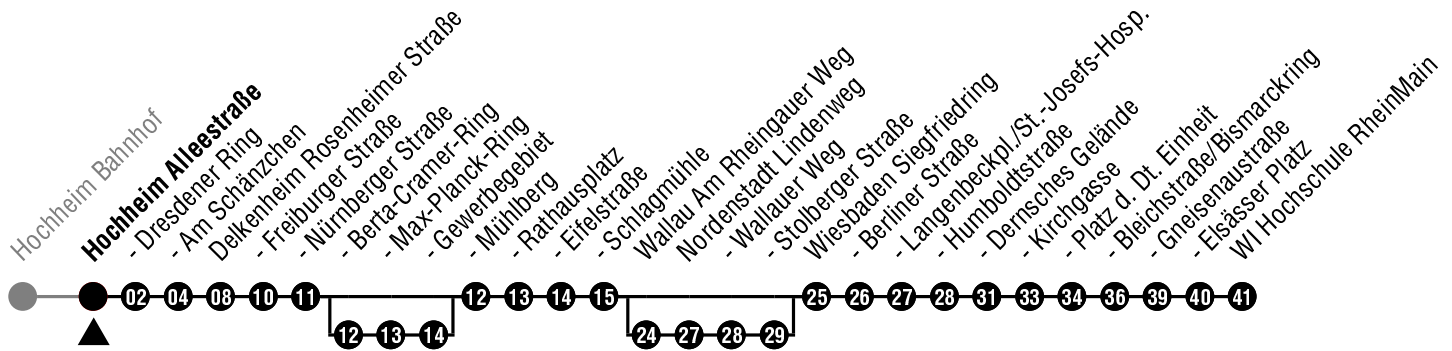 Hochheim Bahnhof
Hochheim Alleestraße
- Dresdener Ring
- Am Schänzchen
Delkenheim Rosenheimer Straße
- Freiburger Straße
- Nürnberger Straße
- Berta-Cramer-Ring
- Max-Planck-Ring
- Gewerbegebiet
- Mühlberg
- Rathausplatz
- Eifelstraße
- Schlagmühle
Wallau Am Rheingauer Weg
Nordenstadt Lindenweg
- Wallauer Weg
- Stolberger Straße
Wiesbaden Siegfriedring
- Berliner Straße
- Langenbeckpl./St.-Josefs-Hosp.
- Humboldtstraße
- Dernsches Gelände
- Kirchgasse
- Platz d. Dt. Einheit
- Bleichstraße/Bismarckring
- Gneisenaustraße
- Elsässer Platz
WI Hochschule RheinMain
02 04 08 10 11 12 13 14 15 25 26 27 28 31 33 34 36 39 40 41
12 13 14 24 27 28 29